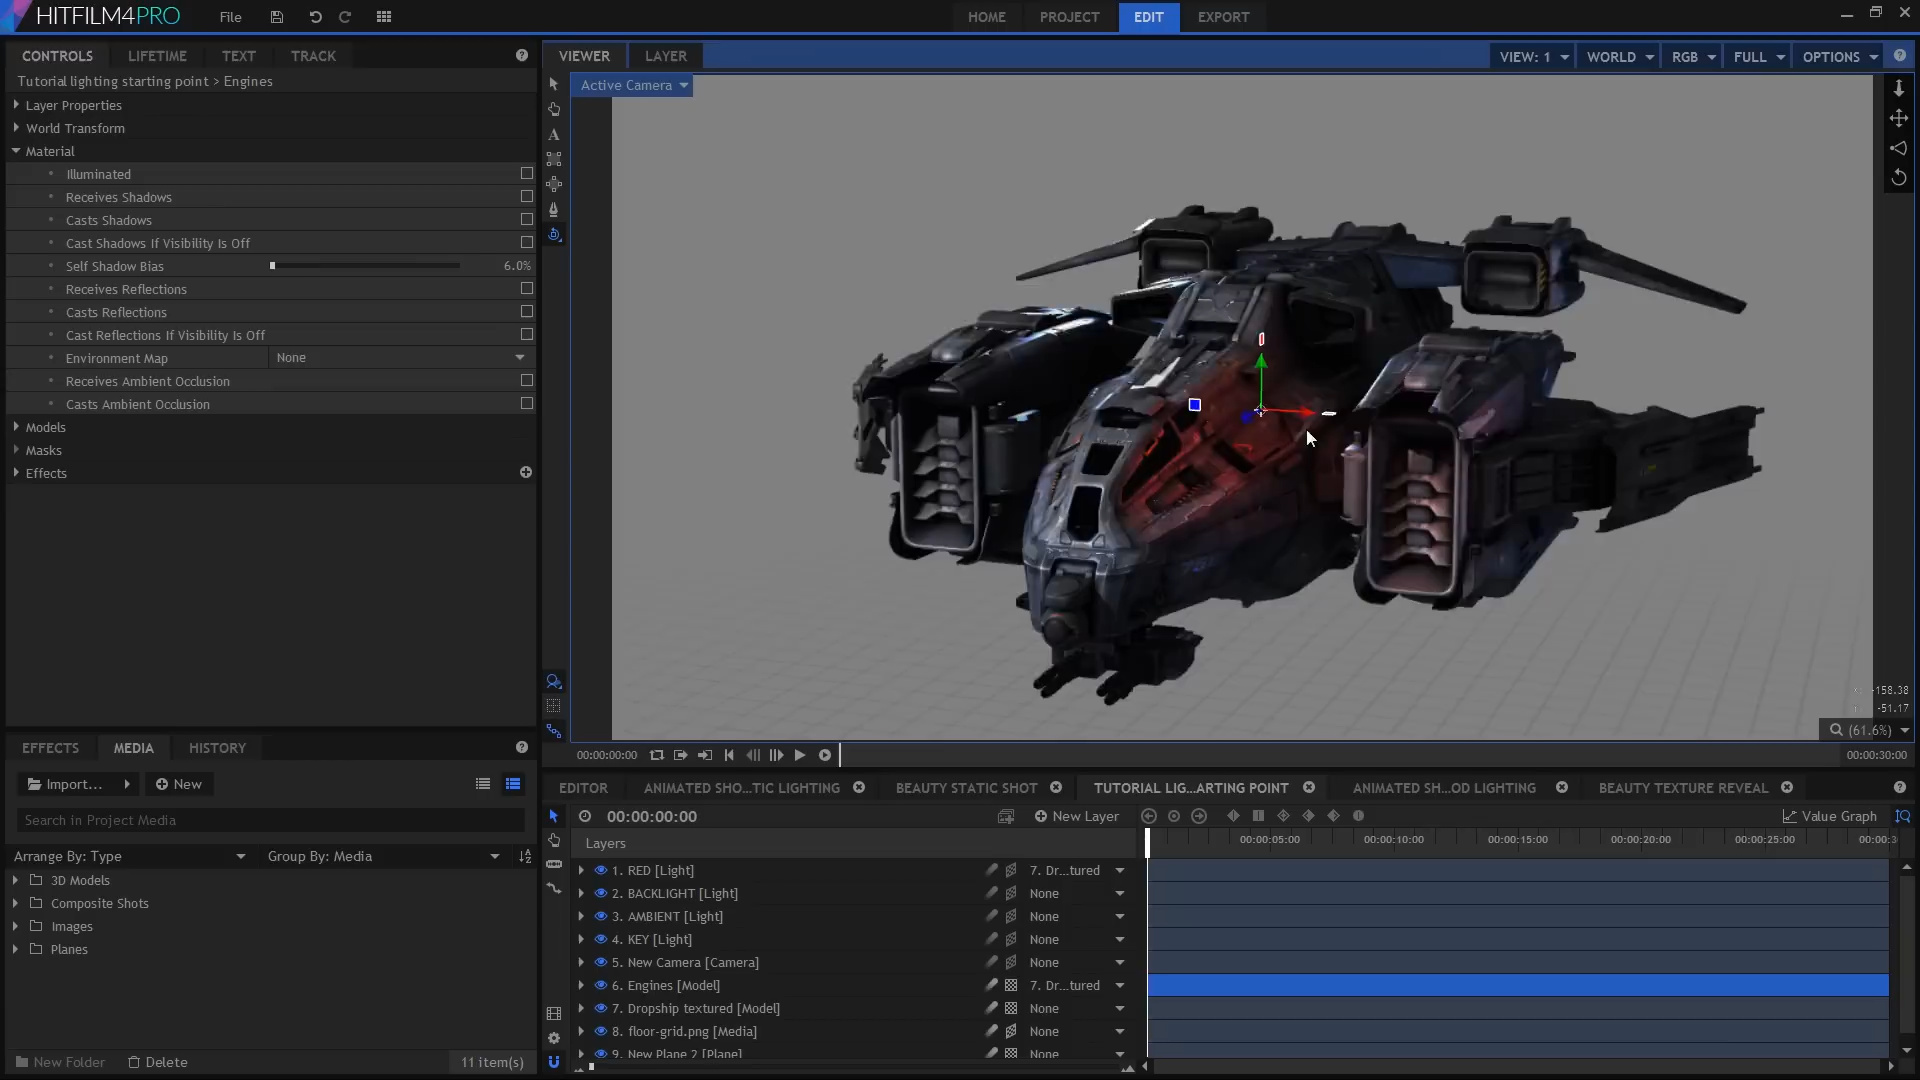 HITFILM4PRO
File
HOME
PROJECT
EDIT
EXPORT
CONTROLS
LIFETIME
TEXT
TRACK
Tutorial lighting starting point > Engines
Layer Properties
World Transform
Material
Illuminated
Receives Shadows
Casts Shadows
Cast Shadows If Visibility Is Off
Self Shadow Bias 6.0%
Receives Reflections
Casts Reflections
Cast Reflections If Visibility Is Off
Environment Map None
Receives Ambient Occlusion
Casts Ambient Occlusion
Models
Masks
Effects
VIEWER
LAYER
VIEW: 1
WORLD
RGB
FULL
OPTIONS
Active Camera
-158.38
-51.17
(61.6%)
00:00:00:00
00:00:30:00
EFFECTS
MEDIA
HISTORY
Import...
New
Search in Project Media
Arrange By: Type
Group By: Media
3D Models
Composite Shots
Images
Planes
New Folder
Delete
11 item(s)
EDITOR
ANIMATED SHO...TIC LIGHTING
BEAUTY STATIC SHOT
TUTORIAL LIG...ARTING POINT
ANIMATED SH...OD LIGHTING
BEAUTY TEXTURE REVEAL
00:00:00:00
New Layer
Value Graph
Layers
00:00:05:00
00:00:10:00
00:00:15:00
00:00:20:00
00:00:25:00
00:00:3
1. RED [Light] 7. Dr...tured
2. BACKLIGHT [Light] None
3. AMBIENT [Light] None
4. KEY [Light] None
5. New Camera [Camera] None
6. Engines [Model] 7. Dr...tured
7. Dropship textured [Model] None
8. floor-grid.png [Media] None
9. New Plane 2 [Plane] None